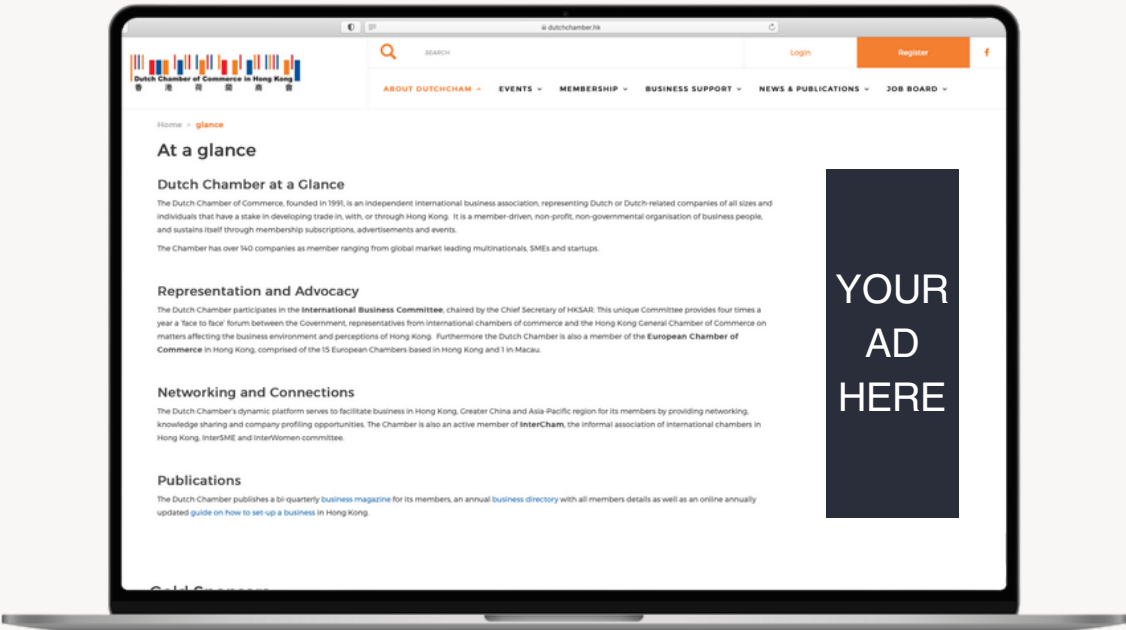 dutchchamber.hk
SEARCH
Login
Register
f
Dutch Chamber of Commerce in Hong Kong
香 港 荷 蘭 商 會
ABOUT DUTCHCHAM
EVENTS
MEMBERSHIP
BUSINESS SUPPORT
NEWS & PUBLICATIONS
JOB BOARD
Home > glance
At a glance
Dutch Chamber at a Glance
The Dutch Chamber of Commerce, founded in 1991, is an independent international business association, representing Dutch or Dutch-related companies of all sizes and
individuals that have a stake in developing trade in, with, or through Hong Kong. It is a member-driven, non-profit, non-governmental organisation of business people,
and sustains itself through membership subscriptions, advertisements and events.
The Chamber has over 140 companies as member ranging from global market leading multinationals, SMEs and startups.
Representation and Advocacy
The Dutch Chamber participates in the International Business Committee, chaired by the Chief Secretary of HKSAR. This unique Committee provides four times a
year a 'face to face' forum between the Government, representatives from international chambers of commerce and the Hong Kong General Chamber of Commerce on
matters affecting the business environment and perceptions of Hong Kong. Furthermore the Dutch Chamber is also a member of the European Chamber of
Commerce in Hong Kong, comprised of the 15 European Chambers based in Hong Kong and 1 in Macau.
Networking and Connections
The Dutch Chamber's dynamic platform serves to facilitate business in Hong Kong, Greater China and Asia-Pacific region for its members by providing networking,
knowledge sharing and company profiling opportunities. The Chamber is also an active member of InterCham, the informal association of international chambers in
Hong Kong, InterSME and InterWomen committee.
Publications
The Dutch Chamber publishes a bi-quarterly business magazine for its members, an annual business directory with all members details as well as an online annually
updated guide on how to set-up a business in Hong Kong.
YOUR
AD
HERE